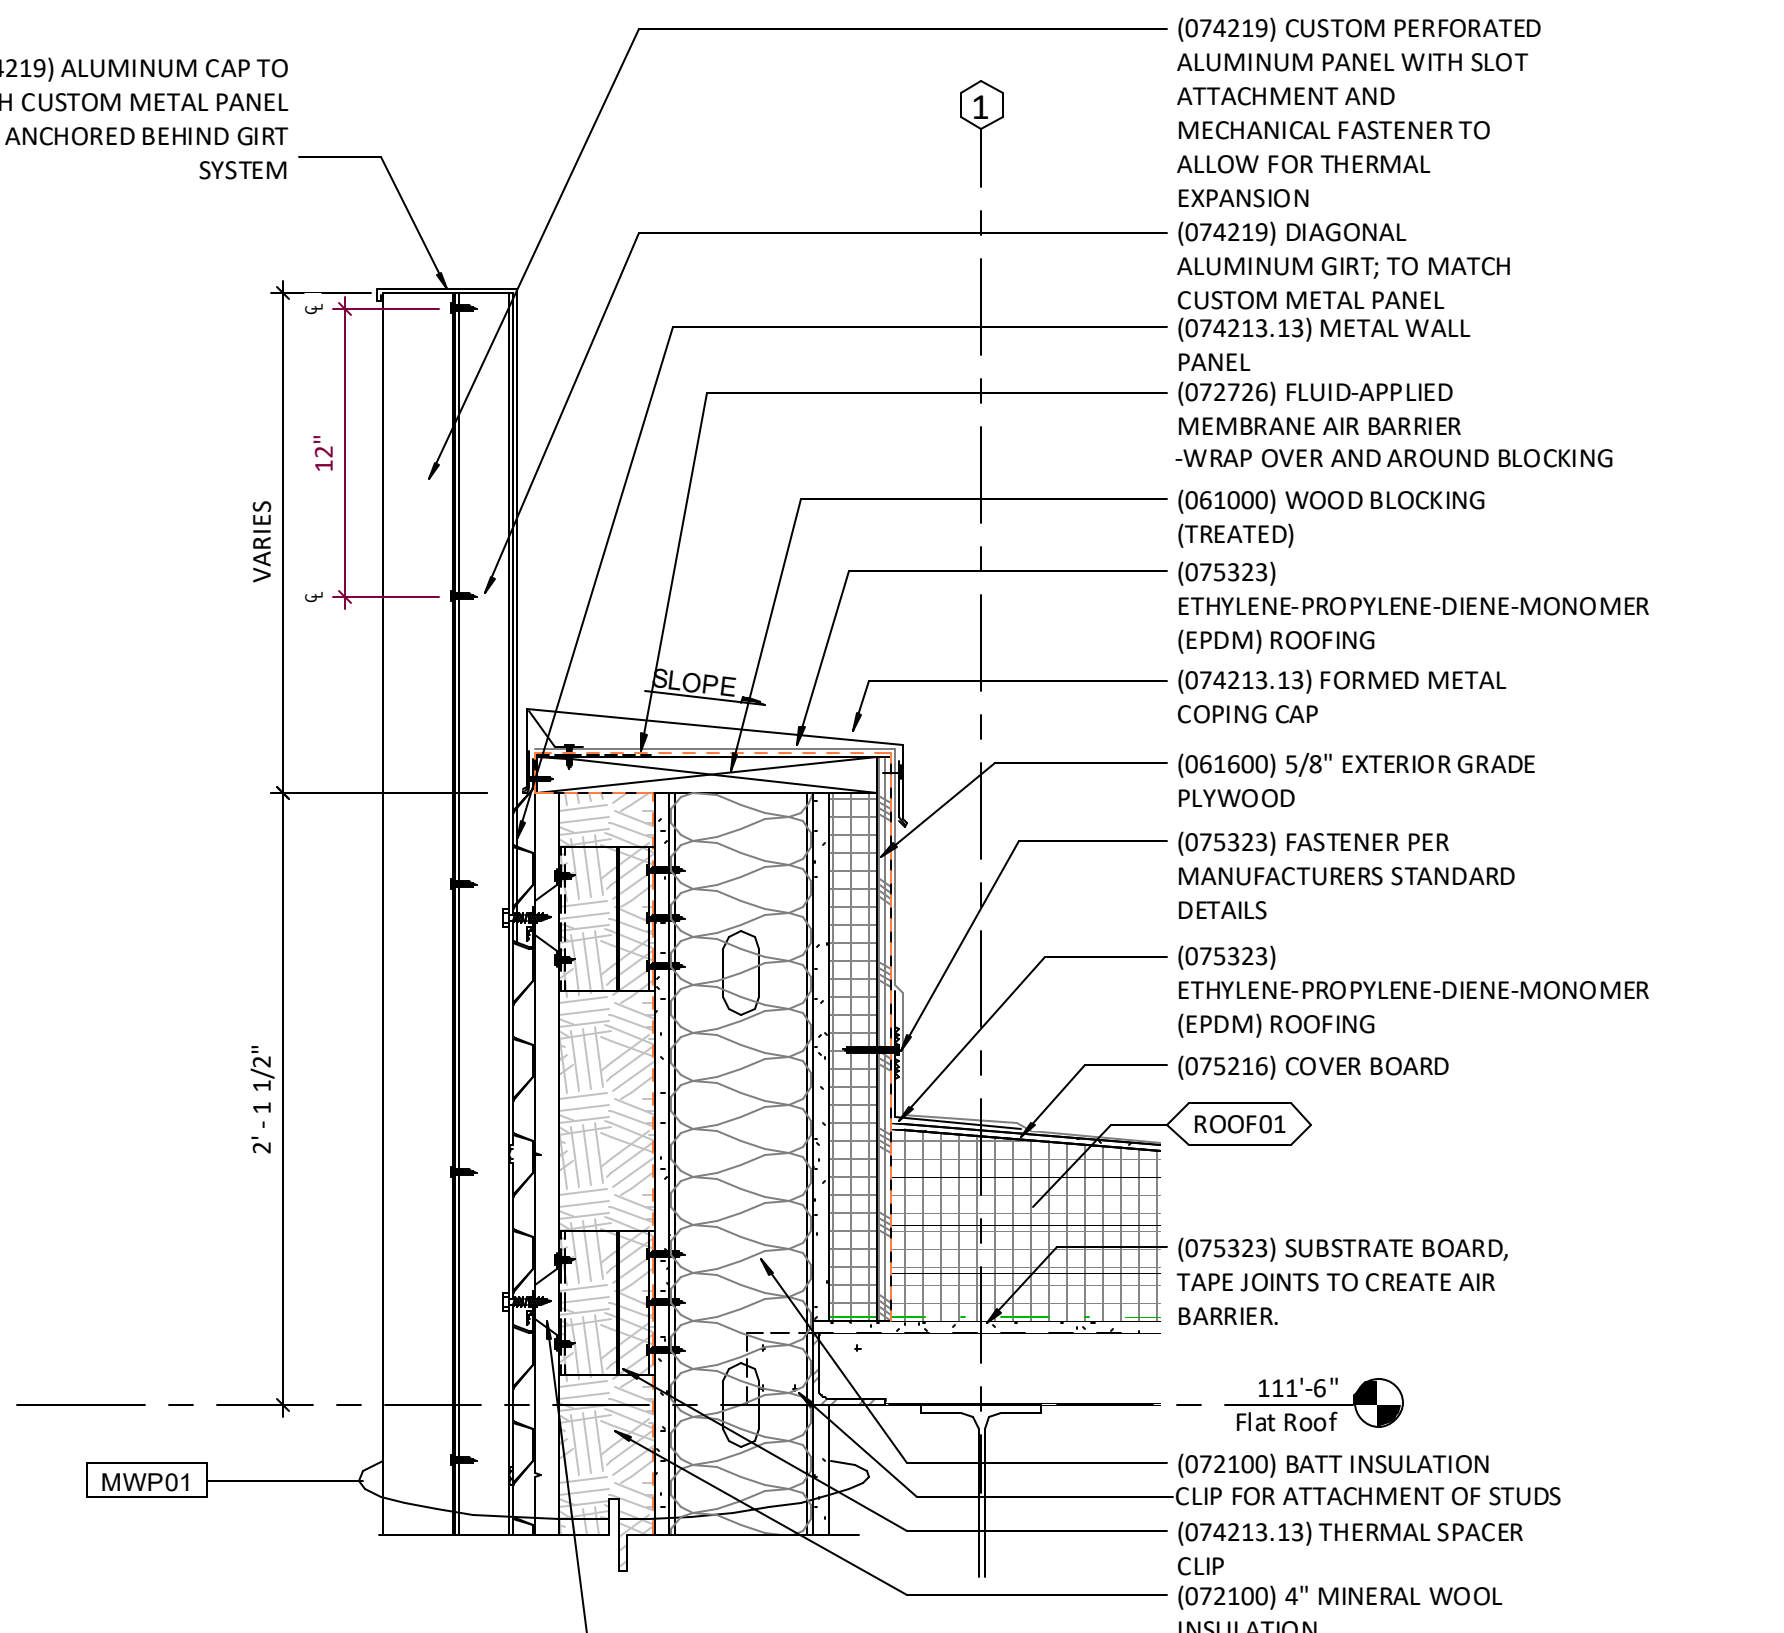 4219) ALUMINUM CAP TO
H CUSTOM METAL PANEL
ANCHORED BEHIND GIRT
SYSTEM
(074219) CUSTOM PERFORATED
ALUMINUM PANEL WITH SLOT
ATTACHMENT AND
MECHANICAL FASTENER TO
ALLOW FOR THERMAL
EXPANSION
1
(074219) DIAGONAL
ALUMINUM GIRT; TO MATCH
CUSTOM METAL PANEL
(074213.13) METAL WALL
PANEL
(072726) FLUID-APPLIED
MEMBRANE AIR BARRIER
-WRAP OVER AND AROUND BLOCKING
(061000) WOOD BLOCKING
(TREATED)
(075323)
ETHYLENE-PROPYLENE-DIENE-MONOMER
(EPDM) ROOFING
(074213.13) FORMED METAL
COPING CAP
(061600) 5/8" EXTERIOR GRADE
PLYWOOD
(075323) FASTENER PER
MANUFACTURERS STANDARD
DETAILS
(075323)
ETHYLENE-PROPYLENE-DIENE-MONOMER
(EPDM) ROOFING
(075216) COVER BOARD
ROOF01
(075323) SUBSTRATE BOARD,
TAPE JOINTS TO CREATE AIR
BARRIER.
111'-6"
Flat Roof
(072100) BATT INSULATION
CLIP FOR ATTACHMENT OF STUDS
(074213.13) THERMAL SPACER
CLIP
(072100) 4" MINERAL WOOL
INSULATION
℄
12"
℄
VARIES
SLOPE
2' - 1 1/2"
MWP01